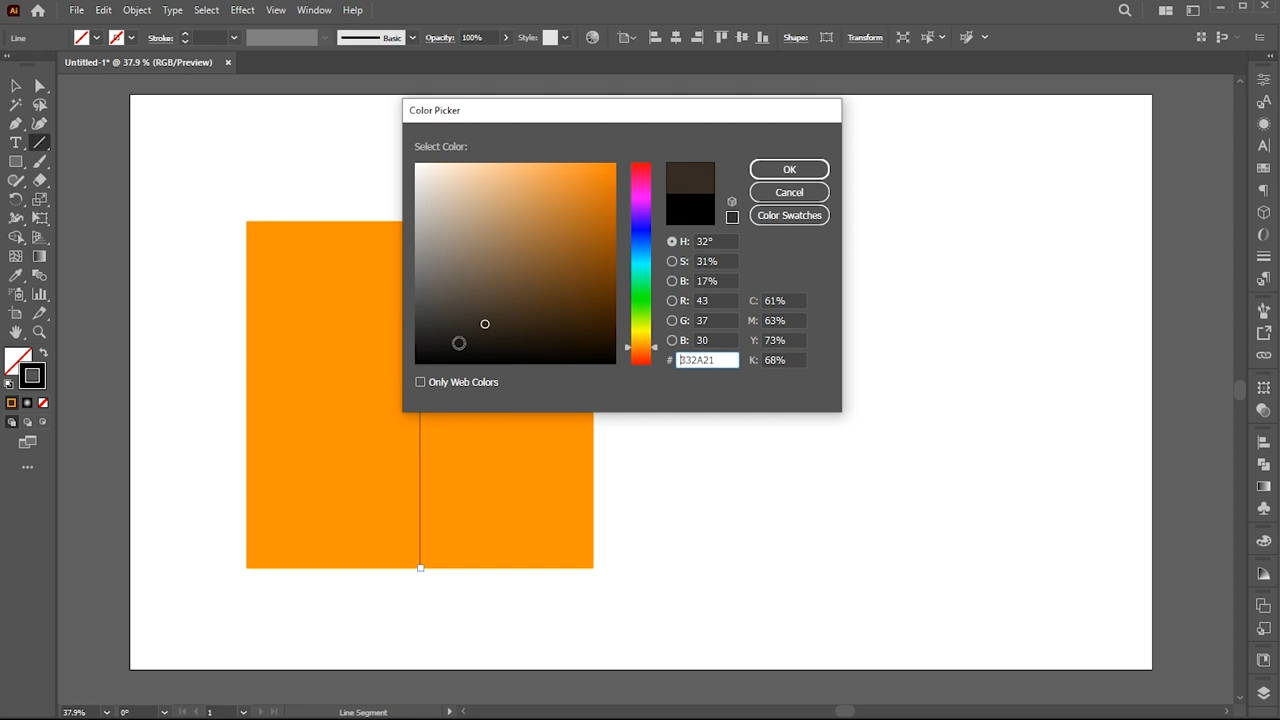 Ai File Edit Object Type Select Effect View Window Help
Line Stroke: Basic Opacity: 100% Style: Shape: Transform
Untitled-1* @ 37.9 % (RGB/Preview) ×
Color Picker
Select Color:
OK
Cancel
Color Swatches
H: 32°
S: 31%
B: 17%
R: 43 C: 61%
G: 37 M: 63%
B: 30 Y: 73%
# 332A21 K: 68%
Only Web Colors
37.9% 0° 1 Line Segment